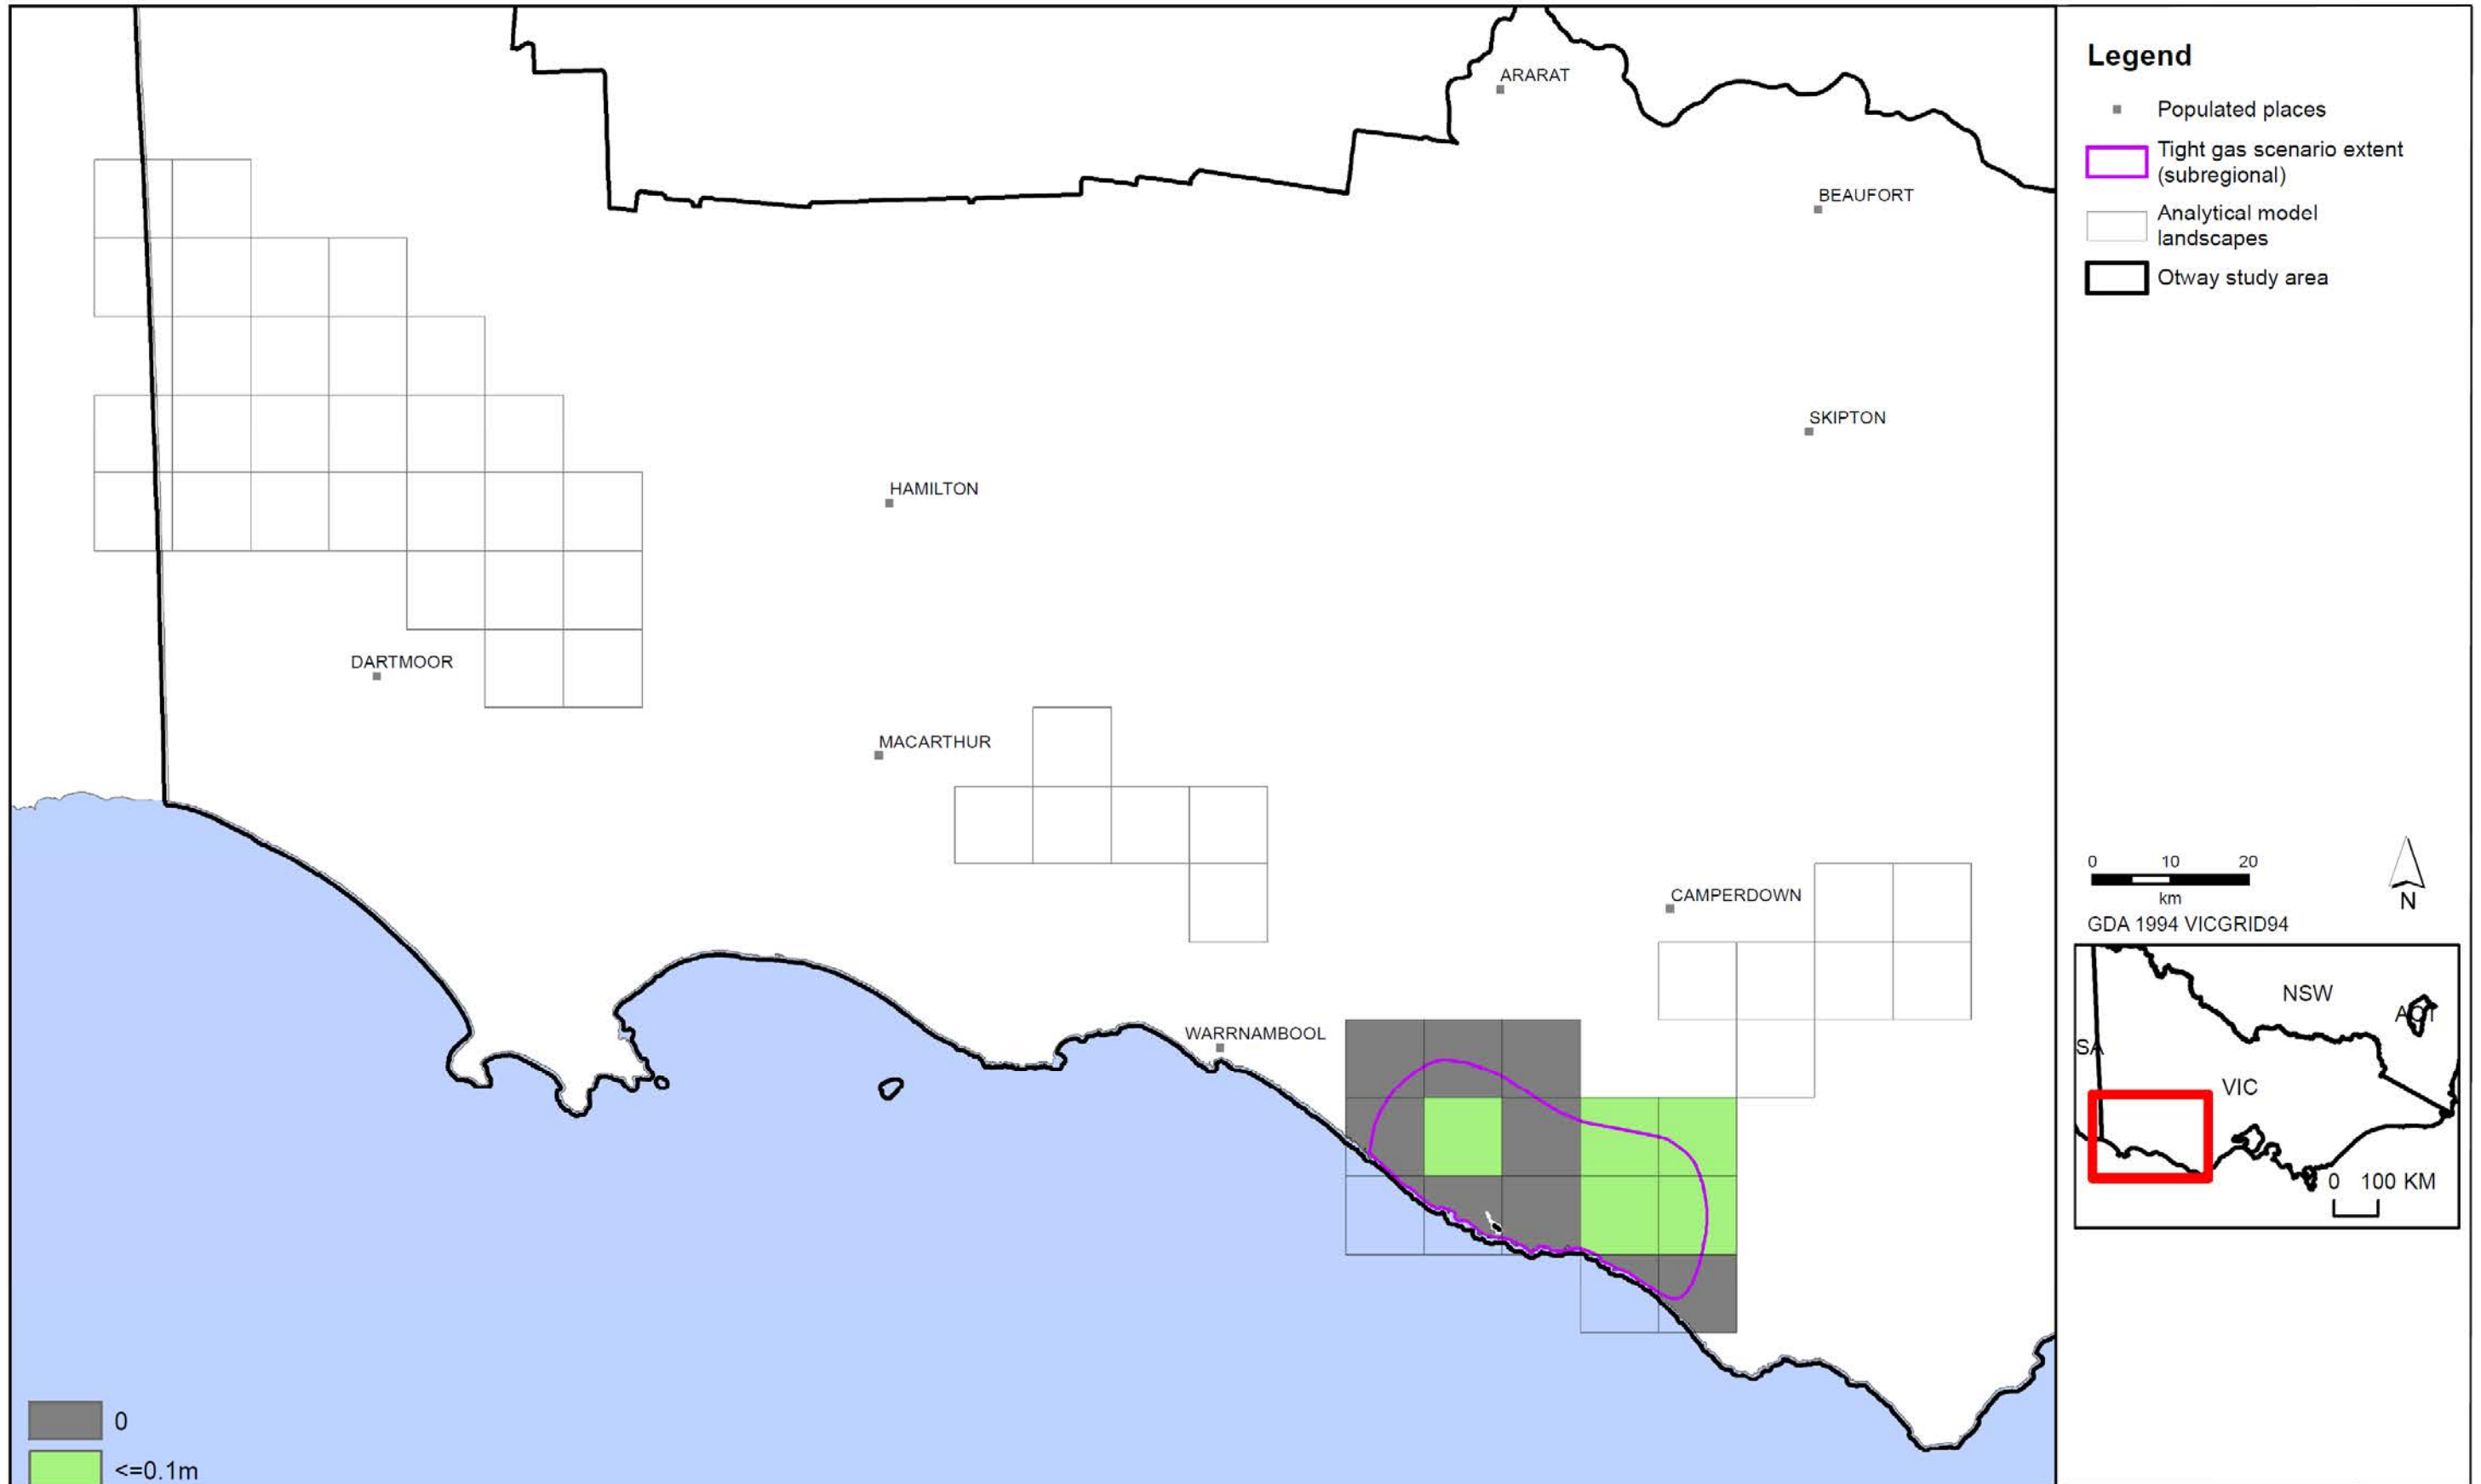 ARARAT
BEAUFORT
SKIPTON
HAMILTON
DARTMOOR
MACARTHUR
CAMPERDOWN
WARRNAMBOOL
0
<=0.1m
Legend
Populated places
Tight gas scenario extent
(subregional)
Analytical model
landscapes
Otway study area
0 10 20
km
N
GDA 1994 VICGRID94
NSW
ACT
SA
VIC
0 100 KM